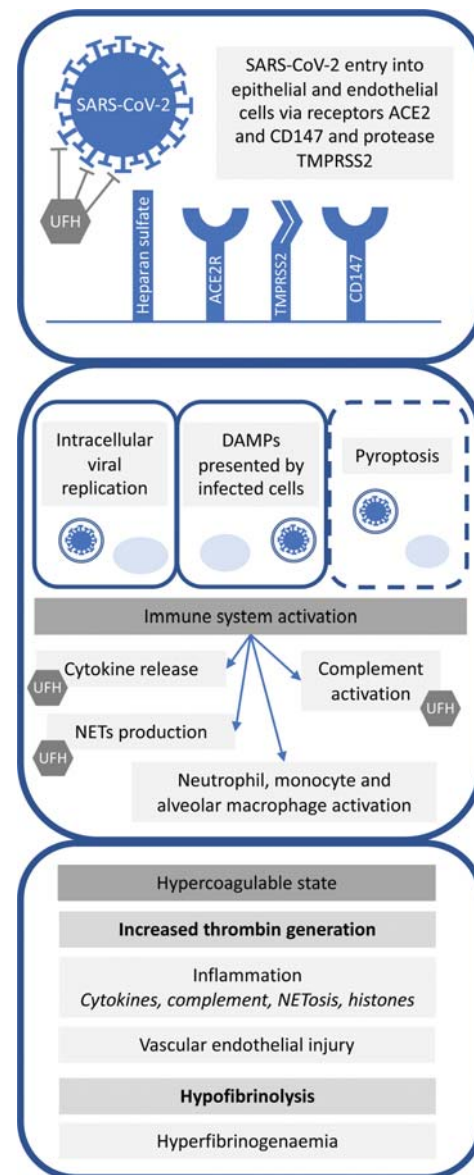 SARS-CoV-2
SARS-CoV-2 entry into
epithelial and endothelial
cells via receptors ACE2
and CD147 and protease
TMPRSS2
UFH
Heparan sulfate
ACE2R
TMPRSS2
CD147
Intracellular
viral
replication
DAMPs
presented by
infected cells
Pyroptosis
Immune system activation
Cytokine release
UFH
Complement
activation
UFH
NETs production
UFH
Neutrophil, monocyte and
alveolar macrophage activation
Hypercoagulable state
Increased thrombin generation
Inflammation
Cytokines, complement, NETosis, histones
Vascular endothelial injury
Hypofibrinolysis
Hyperfibrinogenaemia